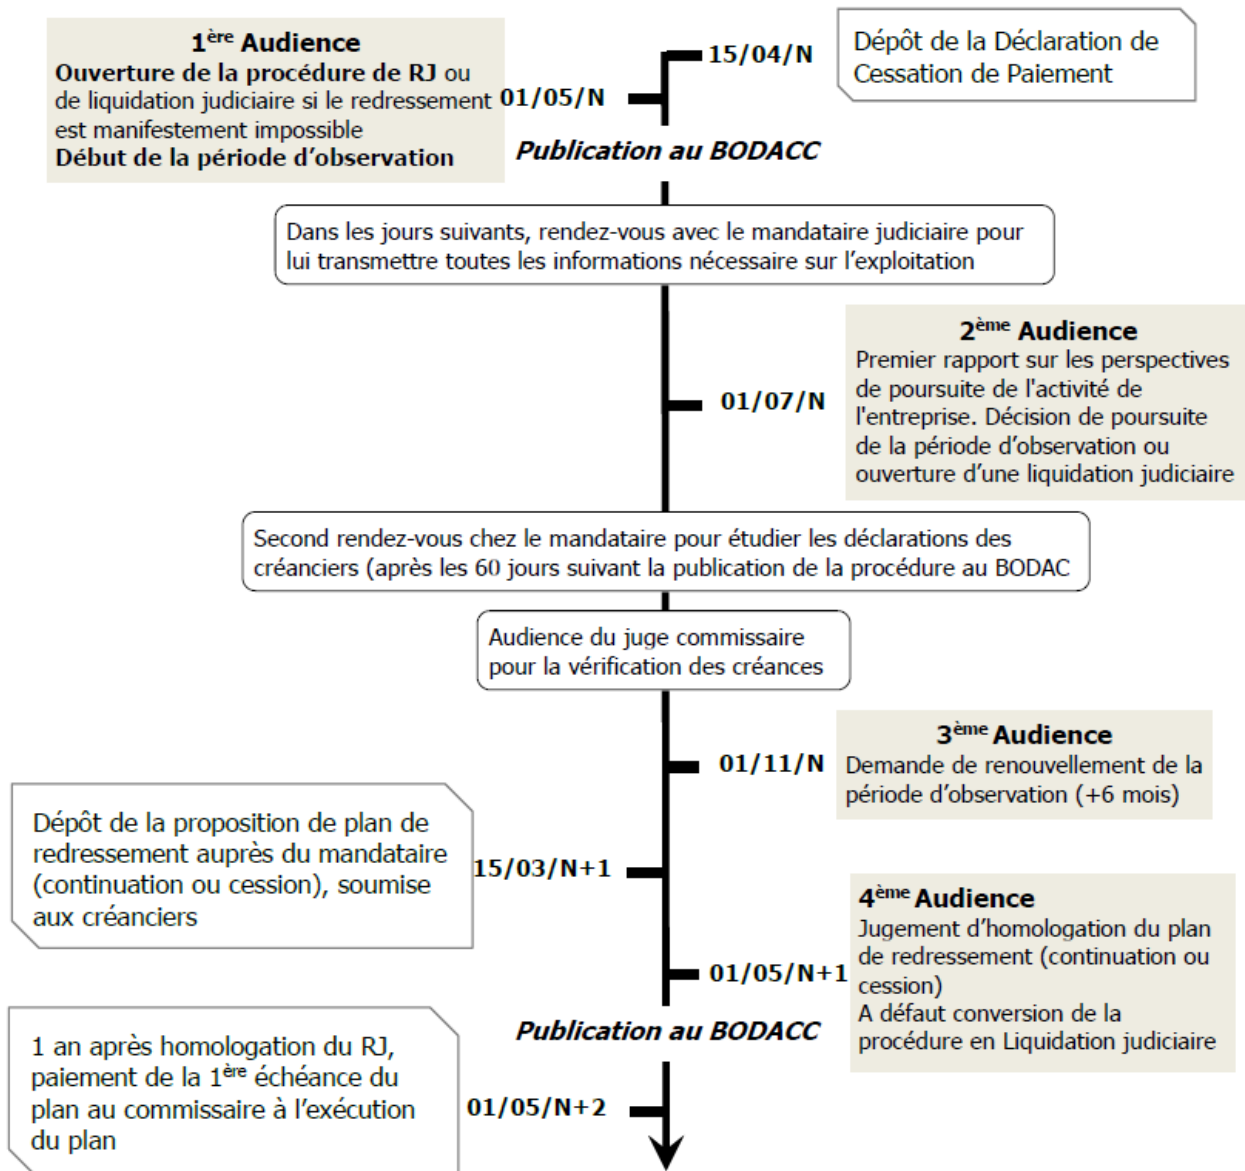 1ère Audience
Ouverture de la procédure de RJ ou
de liquidation judiciaire si le redressement
est manifestement impossible
Début de la période d'observation
15/04/N
Dépôt de la Déclaration de
Cessation de Paiement
01/05/N
Publication au BODACC
Dans les jours suivants, rendez-vous avec le mandataire judiciaire pour
lui transmettre toutes les informations nécessaire sur l'exploitation
2ème Audience
Premier rapport sur les perspectives
de poursuite de l'activité de
l'entreprise. Décision de poursuite
de la période d'observation ou
ouverture d'une liquidation judiciaire
01/07/N
Second rendez-vous chez le mandataire pour étudier les déclarations des
créanciers (après les 60 jours suivant la publication de la procédure au BODAC
Audience du juge commissaire
pour la vérification des créances
3ème Audience
Demande de renouvellement de la
période d'observation (+6 mois)
01/11/N
Dépôt de la proposition de plan de
redressement auprès du mandataire
(continuation ou cession), soumise
aux créanciers
15/03/N+1
4ème Audience
Jugement d'homologation du plan
de redressement (continuation ou
cession)
A défaut conversion de la
procédure en Liquidation judiciaire
01/05/N+1
Publication au BODACC
1 an après homologation du RJ,
paiement de la 1ère échéance du
plan au commissaire à l'exécution
du plan
01/05/N+2